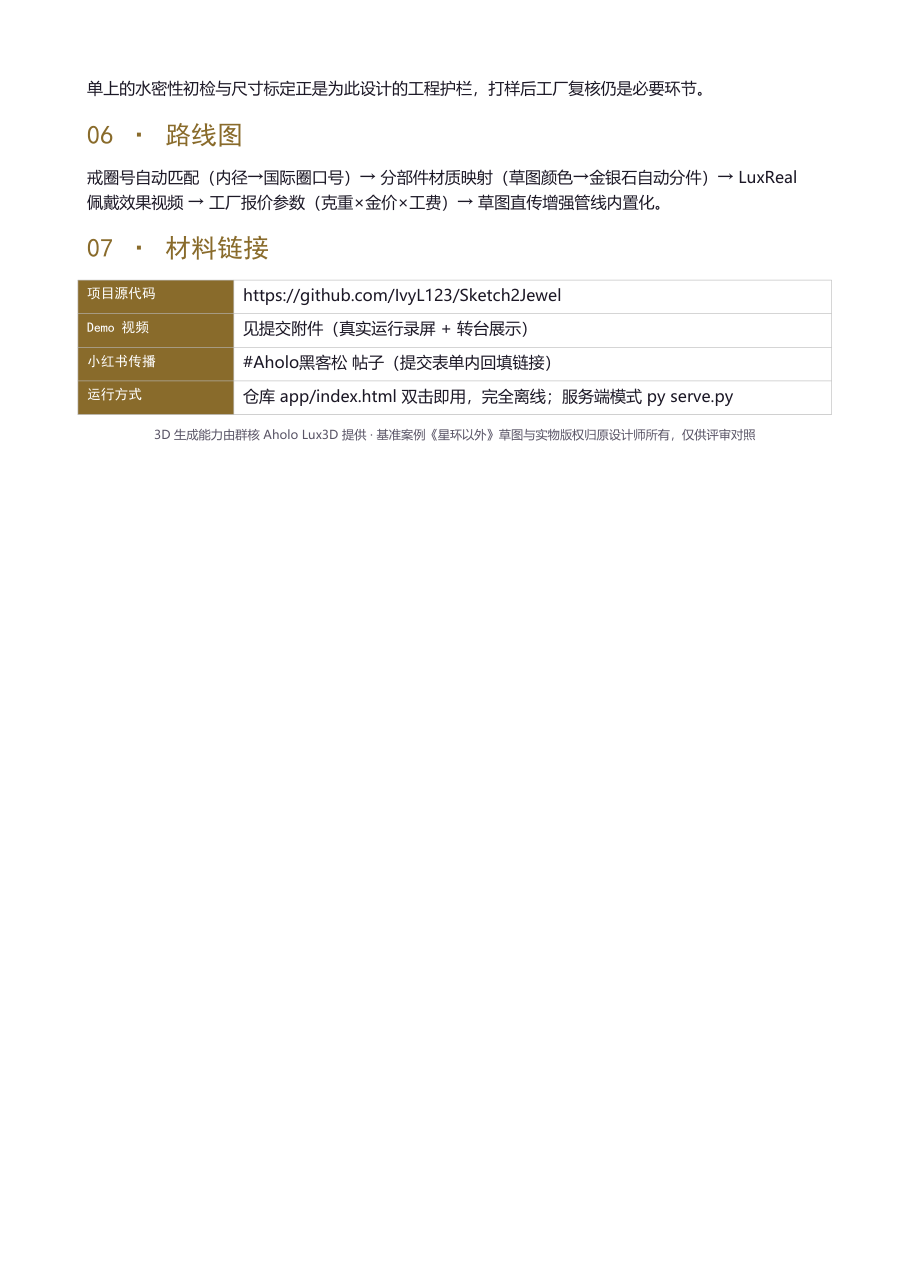 单上的水密性初检与尺寸标定正是为此设计的工程护栏，打样后工厂复核仍是必要环节。
06 · 路线图
戒圈号自动匹配（内径→国际圈口号）→ 分部件材质映射（草图颜色→金银石自动分件）→ LuxReal
佩戴效果视频 → 工厂报价参数（克重×金价×工费）→ 草图直传增强管线内置化。
07 · 材料链接
项目源代码 https://github.com/IvyL123/Sketch2Jewel
Demo 视频 见提交附件（真实运行录屏 + 转台展示）
小红书传播 #Aholo黑客松 帖子（提交表单内回填链接）
运行方式 仓库 app/index.html 双击即用，完全离线；服务端模式 py serve.py
3D 生成能力由群核 Aholo Lux3D 提供 · 基准案例《星环以外》草图与实物版权归原设计师所有，仅供评审对照